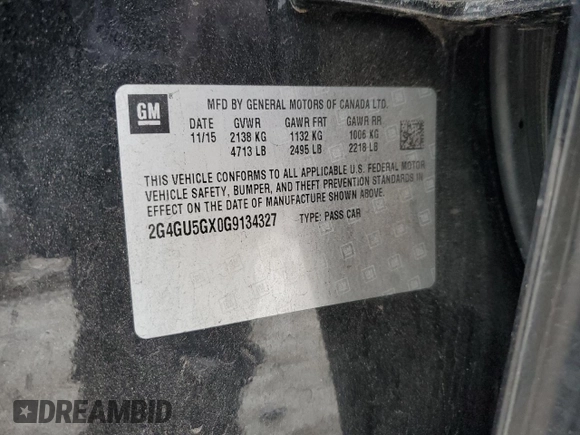 GM
MFD BY GENERAL MOTORS OF CANADA LTD.
DATE GVWR GAWR FRT GAWR RR
11/15 2138 KG 1132 KG 1006 KG
4713 LB 2495 LB 2218 LB
THIS VEHICLE CONFORMS TO ALL APPLICABLE U.S. FEDERAL MOTOR
VEHICLE SAFETY, BUMPER, AND THEFT PREVENTION STANDARDS IN
EFFECT ON THE DATE OF MANUFACTURE SHOWN ABOVE.
2G4GU5GX0G9134327 TYPE: PASS CAR
DREAMBID